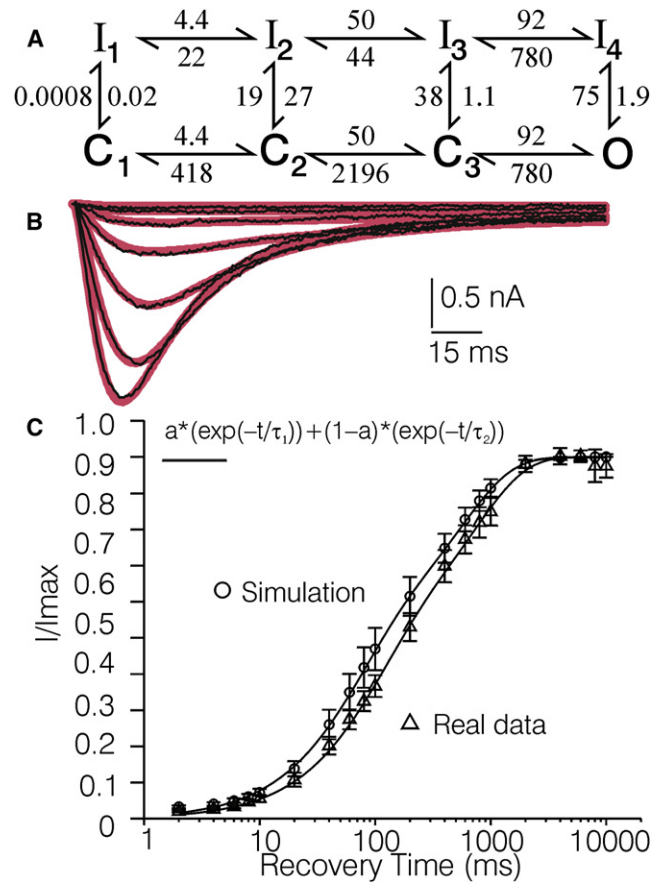 A
I1 4.4 I2 50 I3 92 I4
22 44 780
0.0008 0.02 19 27 38 1.1 75 1.9
C1 4.4 C2 50 C3 92 O
418 2196 780
B
0.5 nA
15 ms
C
a*(exp(−t/τ1))+(1−a)*(exp(−t/τ2))
1.0
0.9
0.8
0.7
0.6
0.5
0.4
0.3
0.2
0.1
0
I/Imax
Simulation
Real data
1 10 100 1000 10000
Recovery Time (ms)